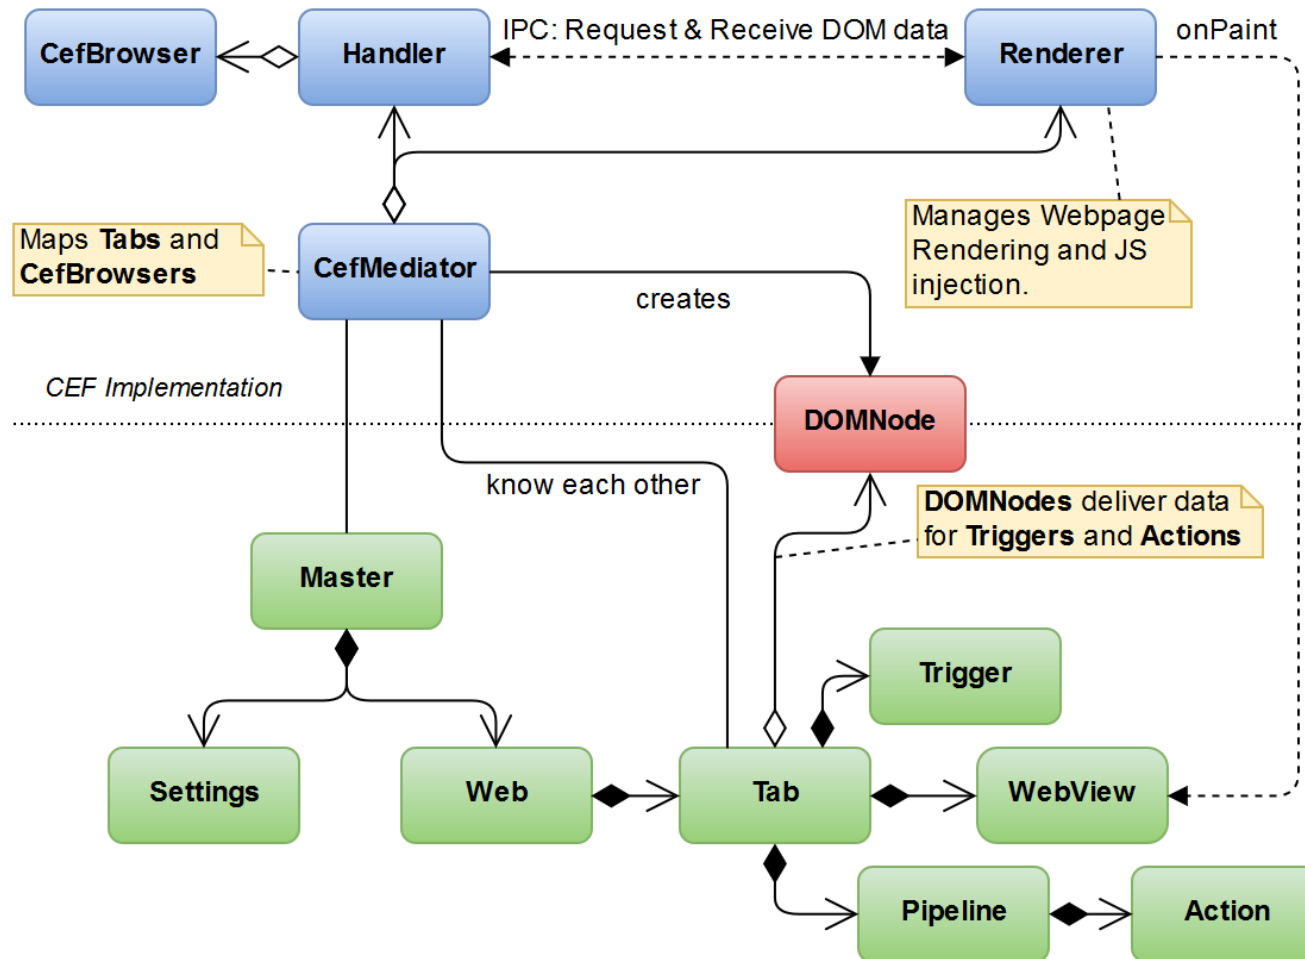 CefBrowser
Handler
IPC: Request & Receive DOM data
Renderer
onPaint
Maps Tabs and
CefBrowsers
CefMediator
creates
Manages Webpage
Rendering and JS
injection.
CEF Implementation
DOMNode
know each other
DOMNodes deliver data
for Triggers and Actions
Master
Trigger
Settings
Web
Tab
WebView
Pipeline
Action